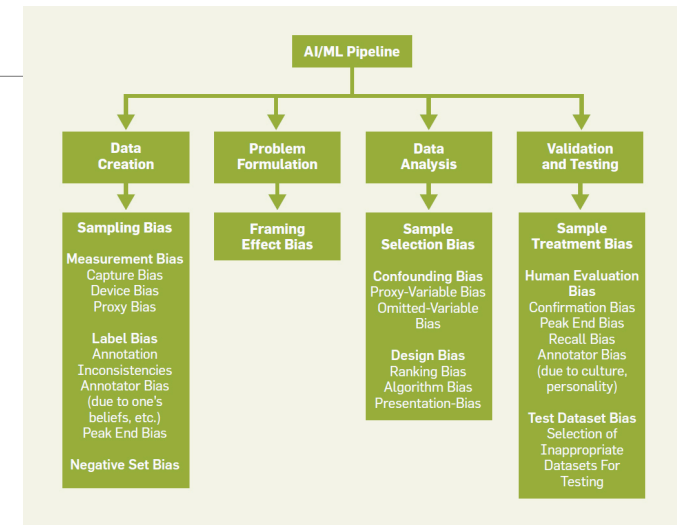 AI/ML Pipeline
Data
Creation
Problem
Formulation
Data
Analysis
Validation
and Testing
Sampling Bias
Measurement Bias
Capture Bias
Device Bias
Proxy Bias
Label Bias
Annotation
Inconsistencies
Annotator Bias
(due to one's
beliefs, etc.)
Peak End Bias
Negative Set Bias
Framing
Effect Bias
Sample
Selection Bias
Confounding Bias
Proxy-Variable Bias
Omitted-Variable
Bias
Design Bias
Ranking Bias
Algorithm Bias
Presentation-Bias
Sample
Treatment Bias
Human Evaluation
Bias
Confirmation Bias
Peak End Bias
Recall Bias
Annotator Bias
(due to culture,
personality)
Test Dataset Bias
Selection of
Inappropriate
Datasets For
Testing